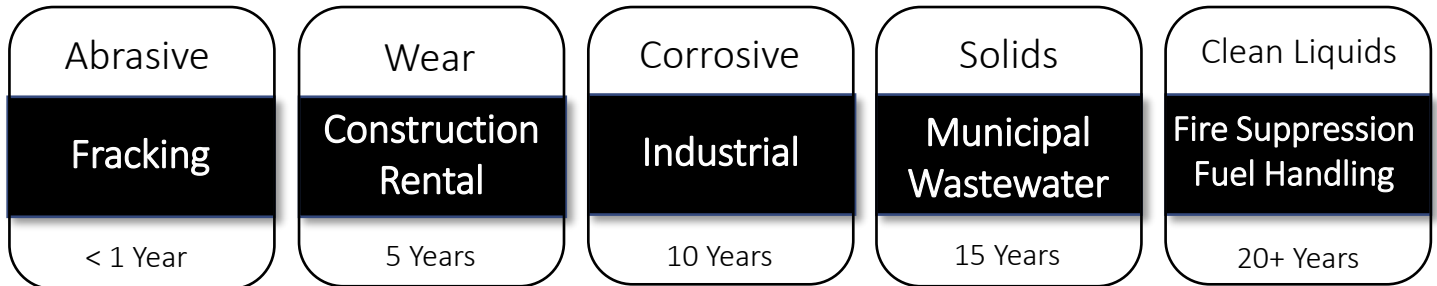 Abrasive
Fracking
< 1 Year
Wear
Construction
Rental
5 Years
Corrosive
Industrial
10 Years
Solids
Municipal
Wastewater
15 Years
Clean Liquids
Fire Suppression
Fuel Handling
20+ Years